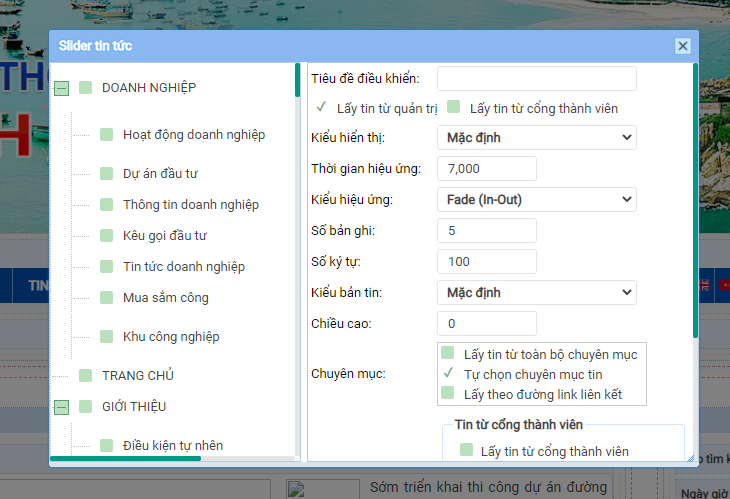 THO
H
Slider tin tức
DOANH NGHIỆP
Hoạt động doanh nghiệp
Dự án đầu tư
Thông tin doanh nghiệp
Kêu gọi đầu tư
Tin tức doanh nghiệp
Mua sắm công
Khu công nghiệp
TRANG CHỦ
GIỚI THIỆU
Điều kiện tự nhên
Tiêu đề điều khiển:
Lấy tin từ quản trị Lấy tin từ cổng thành viên
Kiểu hiển thị: Mặc định
Thời gian hiệu ứng: 7,000
Kiểu hiệu ứng: Fade (In-Out)
Số bản ghi: 5
Số ký tự: 100
Kiểu bản tin: Mặc định
Chiều cao: 0
Chuyên mục:
Lấy tin từ toàn bộ chuyên mục
Tự chọn chuyên mục tin
Lấy theo đường link liên kết
Tin từ cổng thành viên
Lấy tin từ cổng thành viên
TIN
p tìm k
Sớm triển khai thi công dự án đường
Ngày giờ